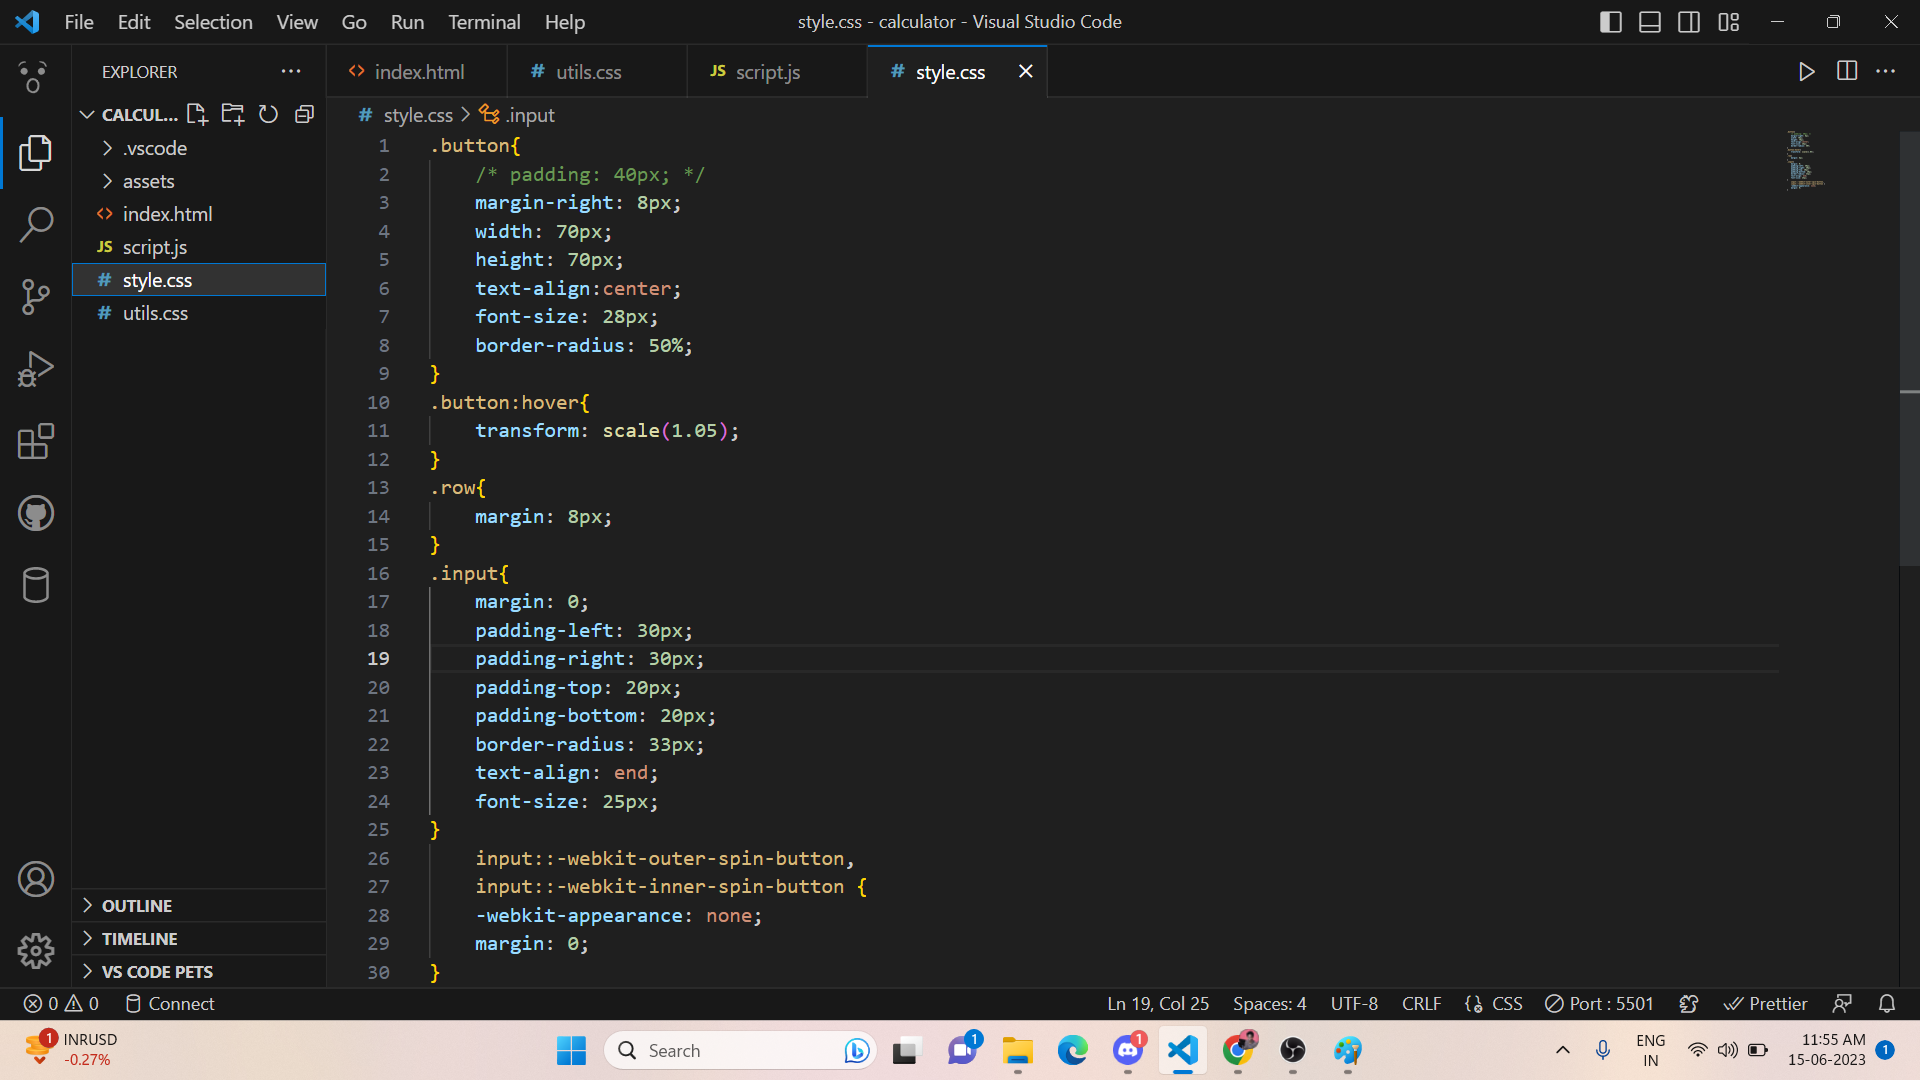 File Edit Selection View Go Run Terminal Help
style.css - calculator - Visual Studio Code
EXPLORER
CALCUL...
.vscode
assets
index.html
JS script.js
# style.css
# utils.css
OUTLINE
TIMELINE
VS CODE PETS
index.html # utils.css JS script.js # style.css
# style.css > .input
1 .button{
2 /* padding: 40px; */
3 margin-right: 8px;
4 width: 70px;
5 height: 70px;
6 text-align:center;
7 font-size: 28px;
8 border-radius: 50%;
9 }
10 .button:hover{
11 transform: scale(1.05);
12 }
13 .row{
14 margin: 8px;
15 }
16 .input{
17 margin: 0;
18 padding-left: 30px;
19 padding-right: 30px;
20 padding-top: 20px;
21 padding-bottom: 20px;
22 border-radius: 33px;
23 text-align: end;
24 font-size: 25px;
25 }
26 input::-webkit-outer-spin-button,
27 input::-webkit-inner-spin-button {
28 -webkit-appearance: none;
29 margin: 0;
30 }
0 0 Connect
Ln 19, Col 25 Spaces: 4 UTF-8 CRLF CSS Port : 5501 Prettier
1 INRUSD
-0.27%
Search
1
1
ENG
IN
11:55 AM
15-06-2023
1